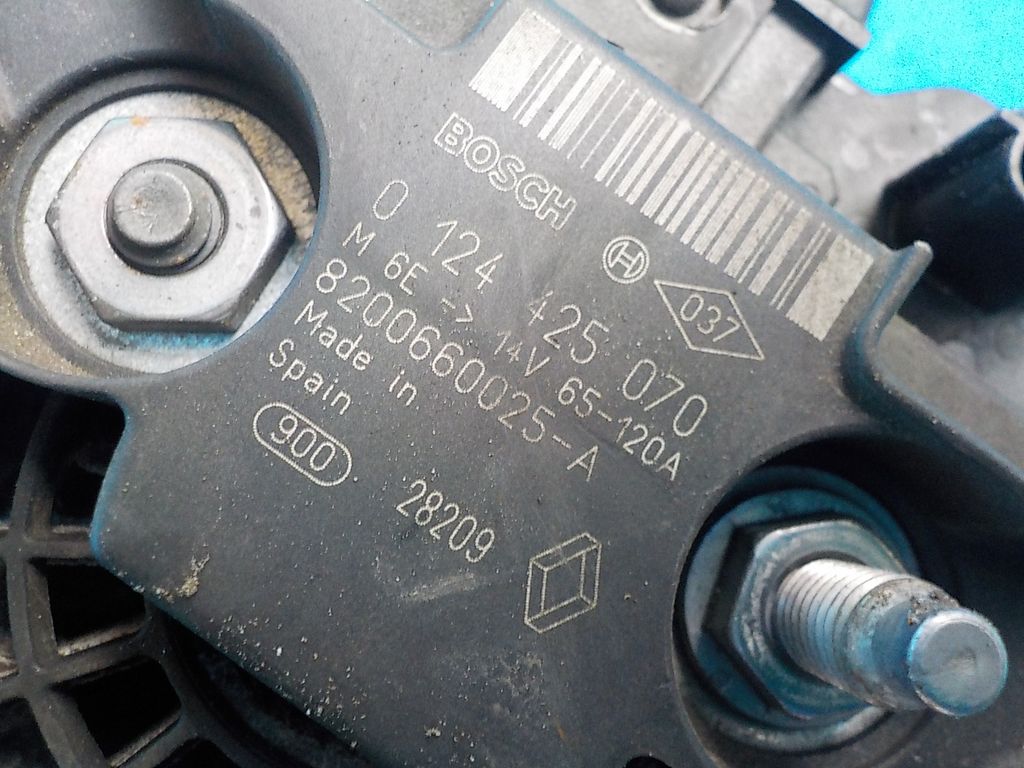 BOSCH
H
037
0 124 425 070
M 6E -> 14V 65-120A
8200660025-A
Made in
Spain
900
28209